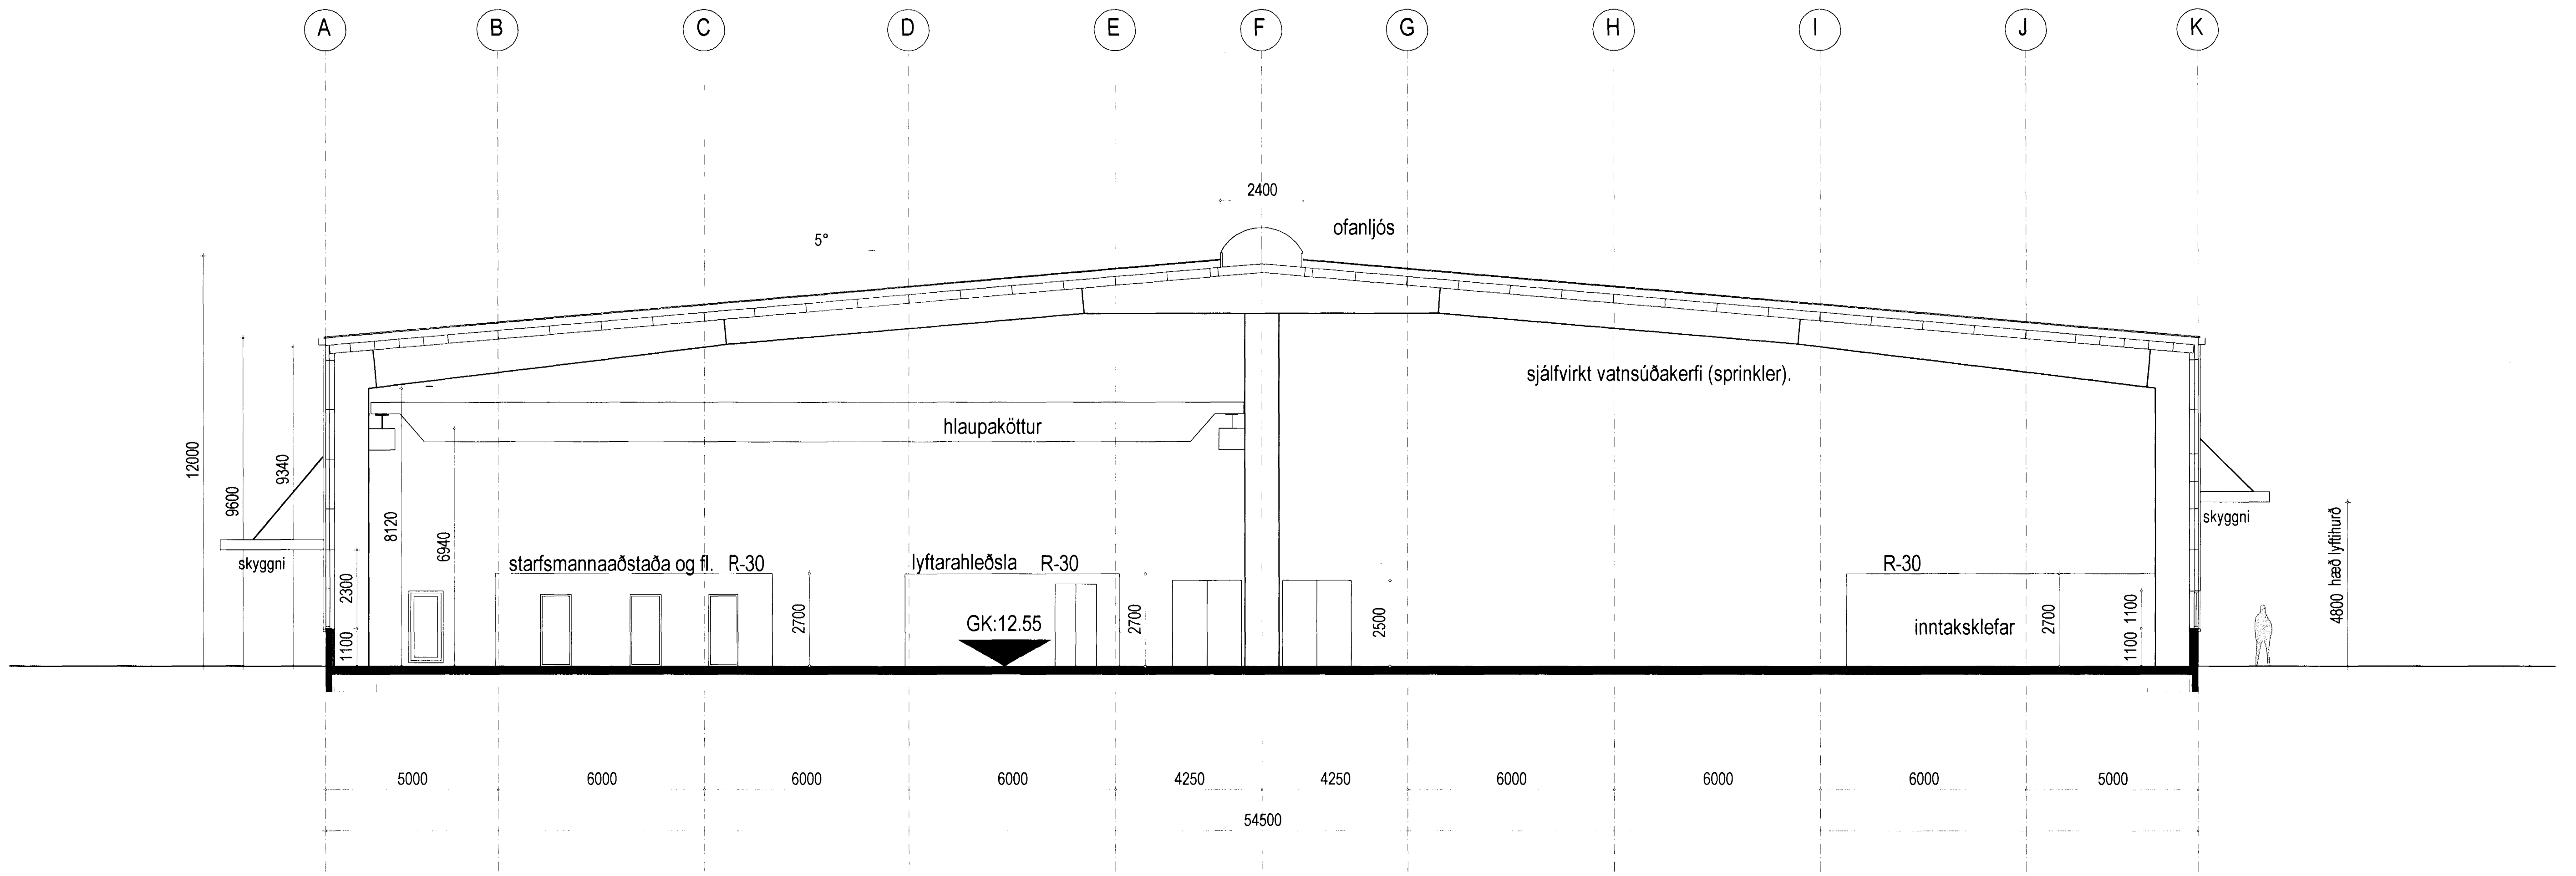 A B C D E F G H I J K
2400
ofanljós
5°
sjálfvirkt vatnsúðakerfi (sprinkler).
hlaupaköttur
12000
9600
9340
8120
6940
skyggni
2300
1100
starfsmannaaðstaða og fl. R-30
2700
lyftarahleðsla R-30
GK:12.55
2700
2500
R-30
inntaksklefar
2700
1100 1100
skyggni
4800 hæð lyftihurð
5000 6000 6000 6000 4250 4250 6000 6000 6000 5000
54500